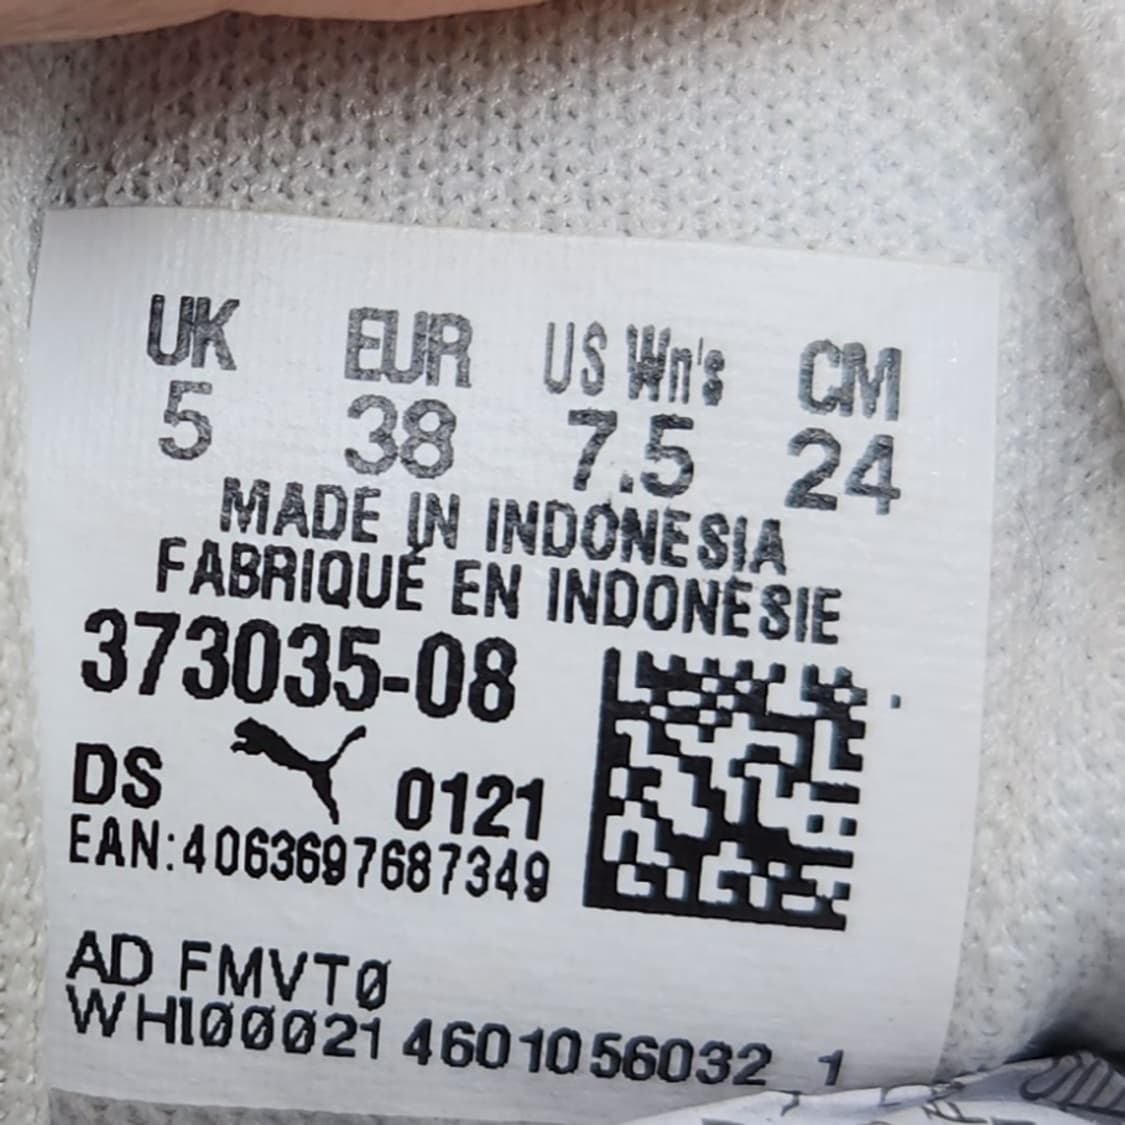 UK EUR US Wn's CM
5 38 7.5 24
MADE IN INDONESIA
FABRIQUÉ EN INDONÉSIE
373035-08
DS 0121
EAN:4063697687349
AD FMVT0
WHI00021 4601056032 1